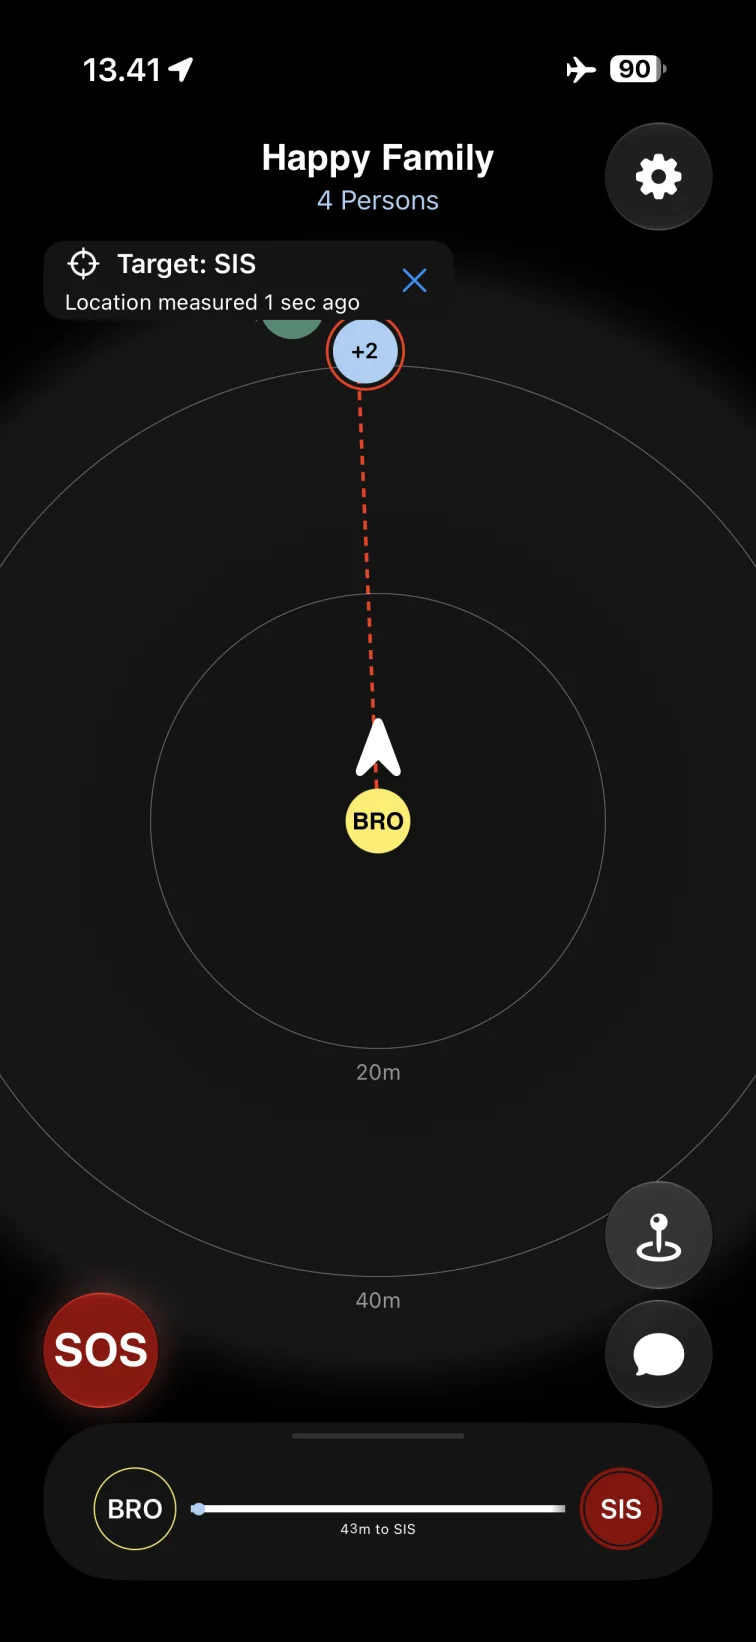 13.41
90
Happy Family
4 Persons
Target: SIS
Location measured 1 sec ago
+2
BRO
20m
40m
SOS
BRO
SIS
43m to SIS